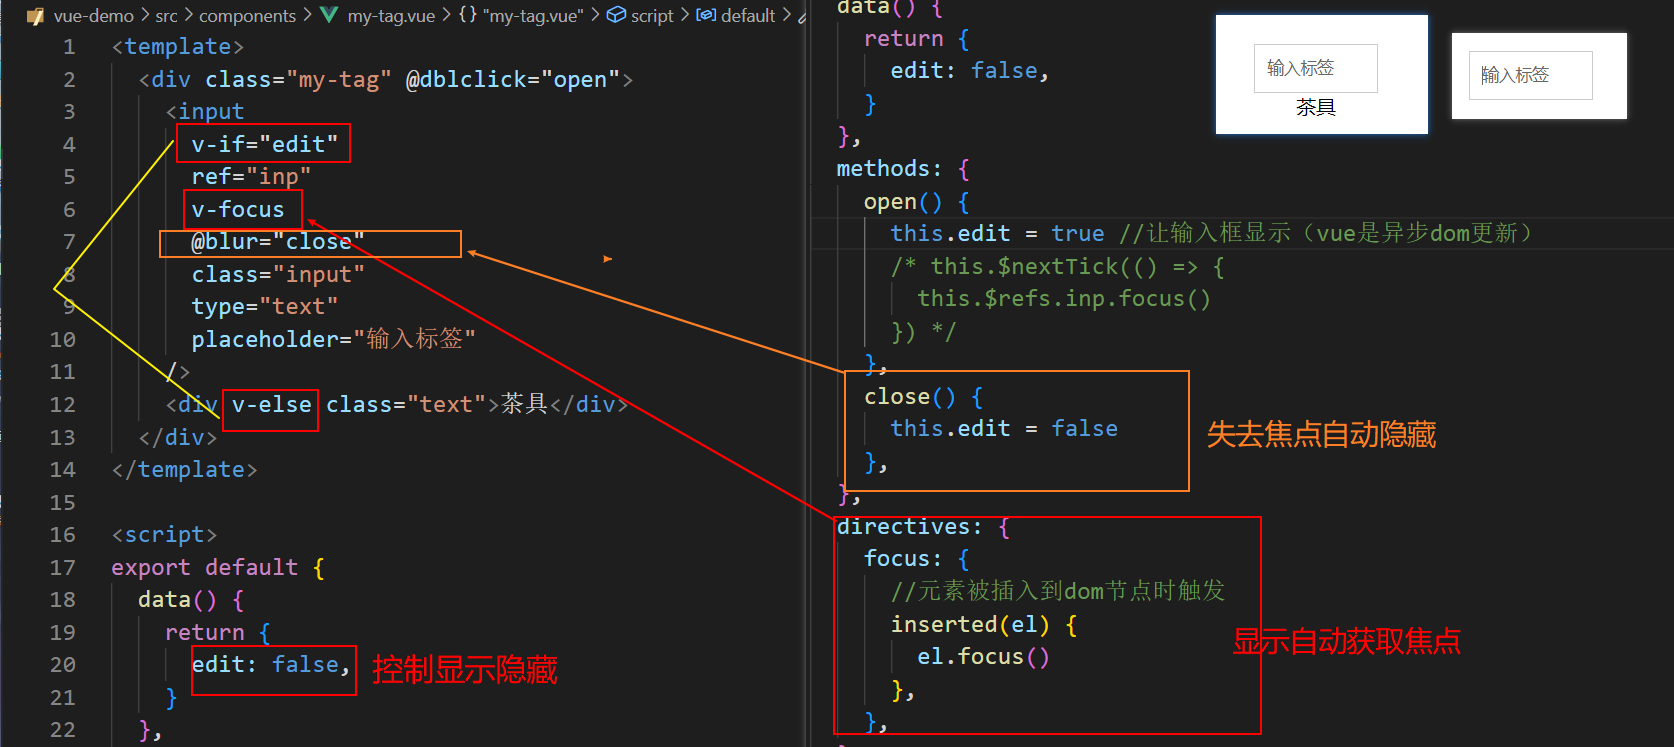 vue-demo > src > components > my-tag.vue > {} "my-tag.vue" > script > default >
1 <template>
2 <div class="my-tag" @dblclick="open">
3 <input
4 v-if="edit"
5 ref="inp"
6 v-focus
7 @blur="close"
8 class="input"
9 type="text"
10 placeholder="输入标签"
11 />
12 <div v-else class="text">茶具</div>
13 </div>
14 </template>
15
16 <script>
17 export default {
18 data() {
19 return {
20 edit: false,
控制显示隐藏
21 }
22 },
data() {
return {
edit: false,
}
},
methods: {
open() {
this.edit = true //让输入框显示（vue是异步dom更新）
/* this.$nextTick(() => {
this.$refs.inp.focus()
}) */
},
close() {
this.edit = false
},
},
失去焦点自动隐藏
directives: {
focus: {
//元素被插入到dom节点时触发
inserted(el) {
el.focus()
},
},
显示自动获取焦点
输入标签
茶具
输入标签